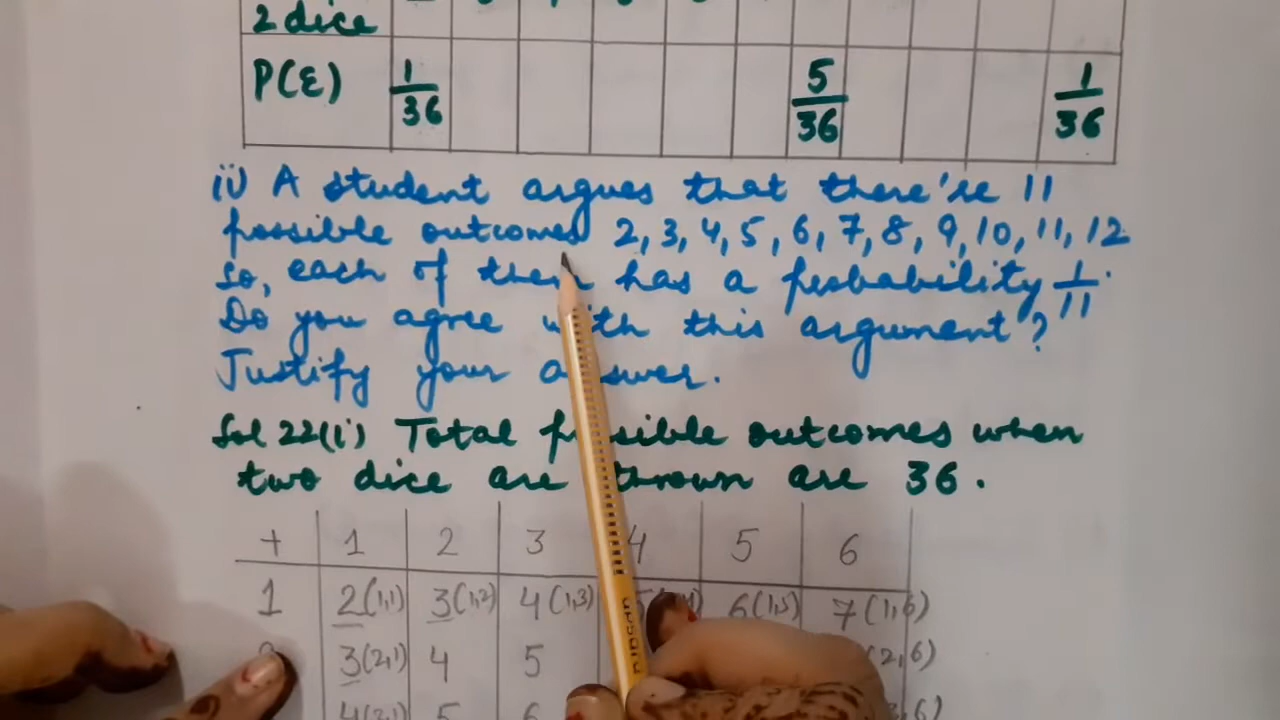 2 dice
P(E) 1/36 5/36 1/36
ii) A student argues that there're 11
possible outcomes 2, 3, 4, 5, 6, 7, 8, 9, 10, 11, 12
So, each of them has a probability 1/11.
Do you agree with this argument?
Justify your answer.
Sol 22(i) Total possible outcomes when
two dice are thrown are 36.
+ 1 2 3 4 5 6
1 2(1,1) 3(1,2) 4(1,3) 6(1,5) 7(1,6)
3(2,1) 4 5 (2,6)
5 6